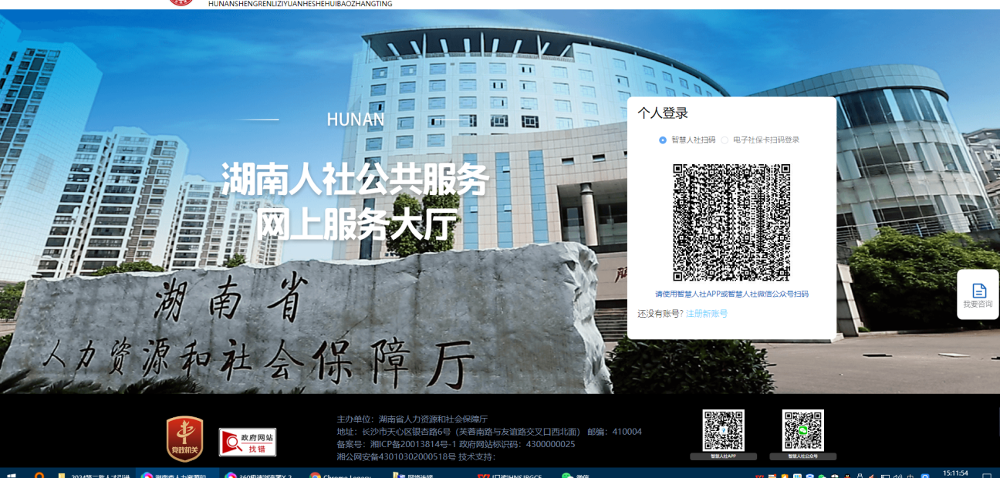 HUNANSHENGRENLIZIYUANHESHEHUIBAOZHANGTING
HUNAN
湖南人社公共服务
网上服务大厅
湖南省
人力资源和社会保障厅
个人登录
智慧人社扫码
电子社保卡扫码登录
请使用智慧人社APP或智慧人社微信公众号扫码
还没有账号? 注册新账号
我要咨询
党政机关
政府网站
找错
主办单位：湖南省人力资源和社会保障厅
地址：长沙市天心区银杏路6号（芙蓉南路与友谊路交叉口西北面） 邮编：410004
备案号：湘ICP备20013814号-1 政府网站标识码：4300000025
湘公网安备43010302000518号 技术支持：
智慧人社APP
智慧人社公众号
15:11:54